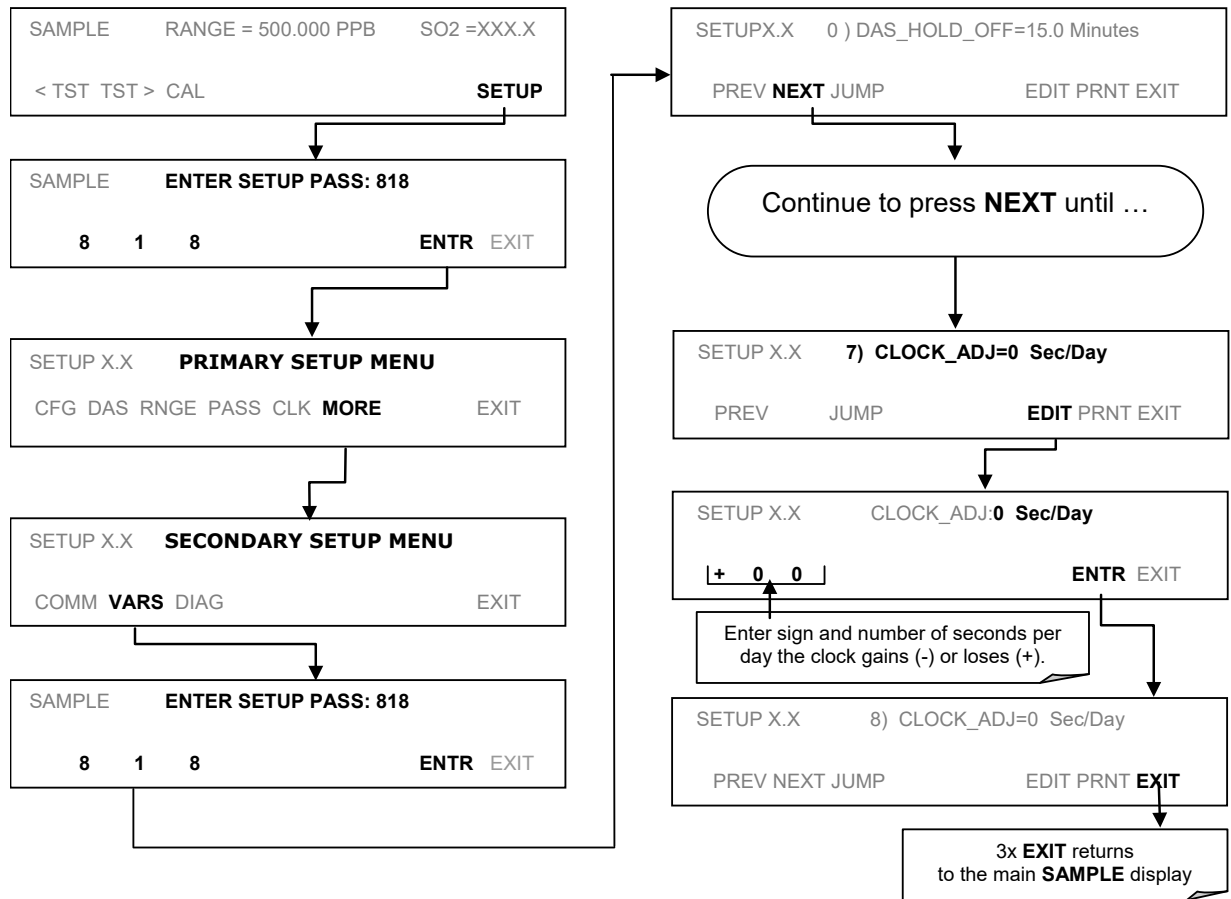 SAMPLE RANGE = 500.000 PPB SO2 =XXX.X
< TST TST > CAL SETUP
SAMPLE ENTER SETUP PASS: 818
8 1 8 ENTR EXIT
SETUP X.X PRIMARY SETUP MENU
CFG DAS RNGE PASS CLK MORE EXIT
SETUP X.X SECONDARY SETUP MENU
COMM VARS DIAG EXIT
SAMPLE ENTER SETUP PASS: 818
8 1 8 ENTR EXIT
SETUPX.X 0 ) DAS_HOLD_OFF=15.0 Minutes
PREV NEXT JUMP EDIT PRNT EXIT
Continue to press NEXT until …
SETUP X.X 7) CLOCK_ADJ=0 Sec/Day
PREV JUMP EDIT PRNT EXIT
SETUP X.X CLOCK_ADJ:0 Sec/Day
+ 0 0 ENTR EXIT
Enter sign and number of seconds per
day the clock gains (-) or loses (+).
SETUP X.X 8) CLOCK_ADJ=0 Sec/Day
PREV NEXT JUMP EDIT PRNT EXIT
3x EXIT returns
to the main SAMPLE display